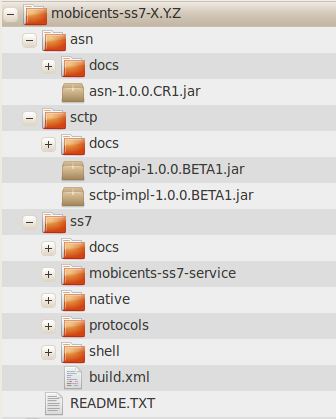 mobicents-ss7-X.Y.Z
asn
docs
asn-1.0.0.CR1.jar
sctp
docs
sctp-api-1.0.0.BETA1.jar
sctp-impl-1.0.0.BETA1.jar
ss7
docs
mobicents-ss7-service
native
protocols
shell
build.xml
README.TXT